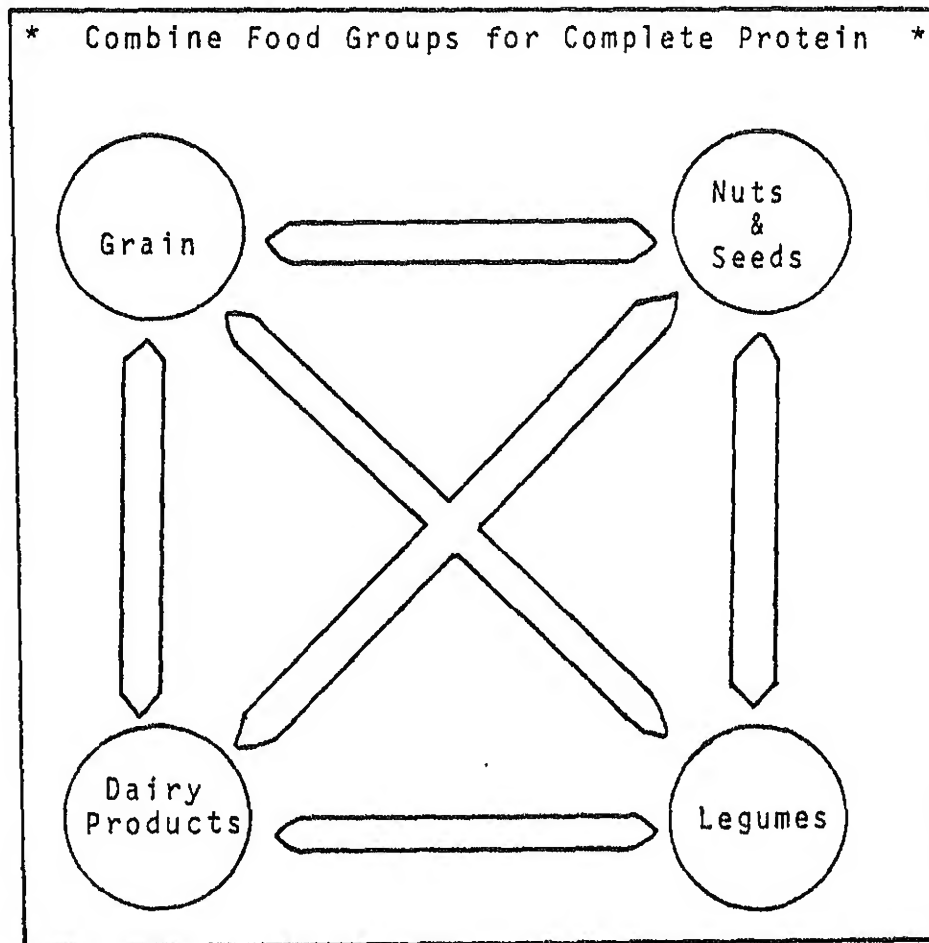 * Combine Food Groups for Complete Protein *
Grain
Nuts
&
Seeds
Dairy
Products
Legumes